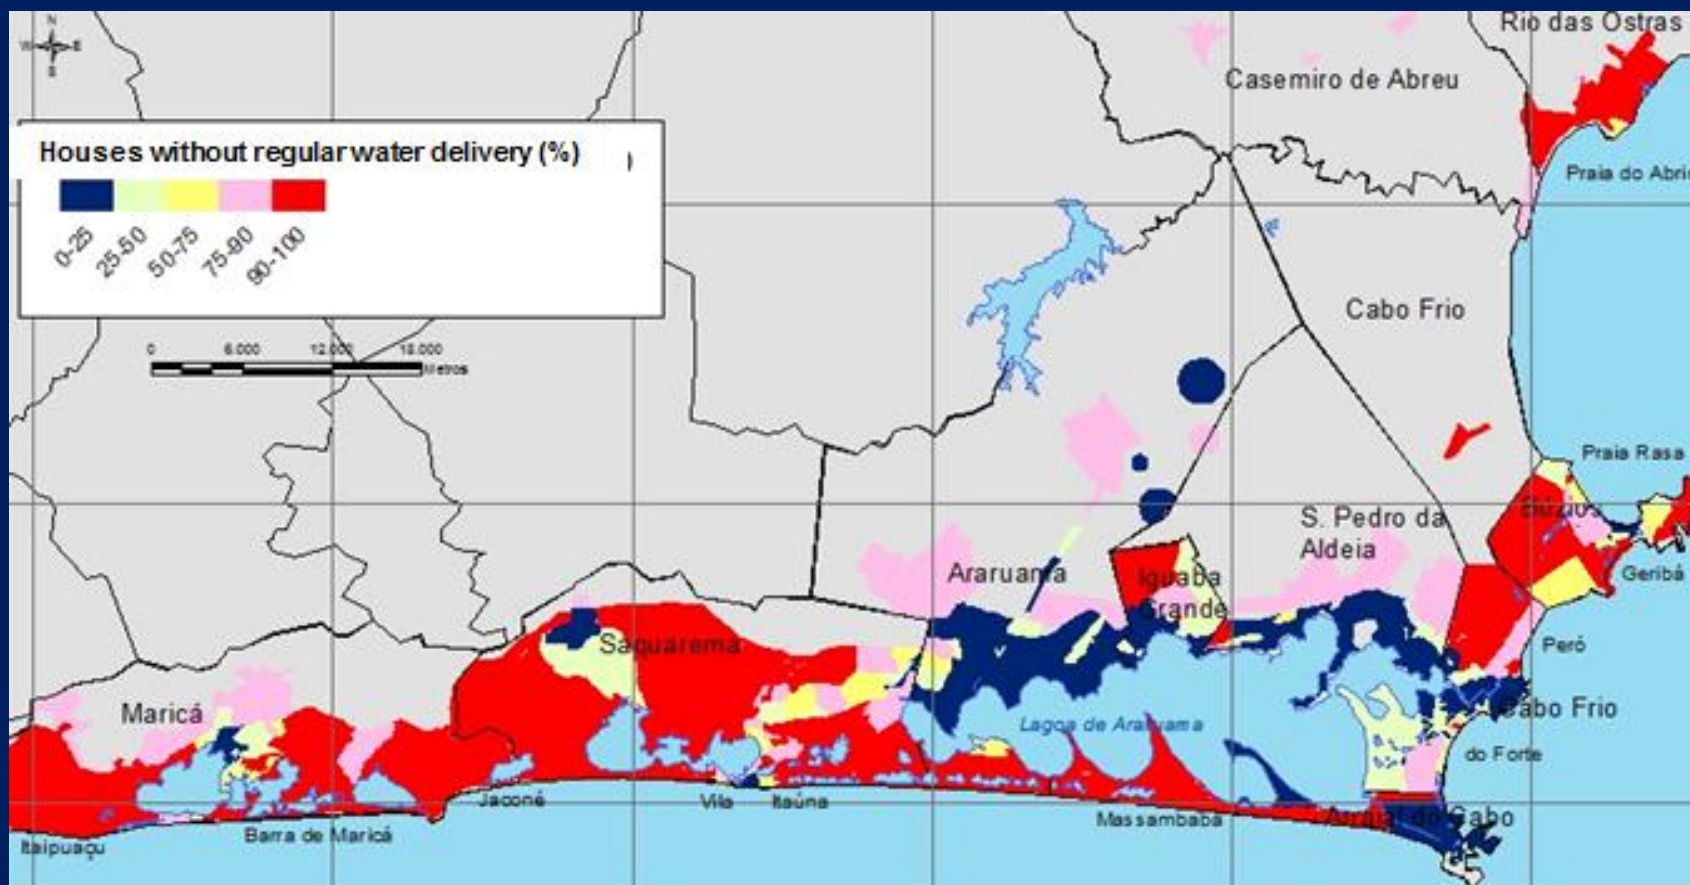 N
W E
S
Rio das Ostras
Casemiro de Abreu
Houses without regular water delivery (%)
)
0-25
25-50
50-75
75-90
90-100
Praia do Abric
Cabo Frio
0 6.000 12.000 18.000
Metros
Praia Rasa
Búzios
S. Pedro da
Aldeia
Araruama
Iguaba
Grande
Geribá
Saquarema
Peró
Maricá
Cabo Frio
Lagoa de Araruama
do Forte
Jaconé
Vila
Itaúna
Massambaba
Arraial do Cabo
Barra de Maricá
Itaipuaçu